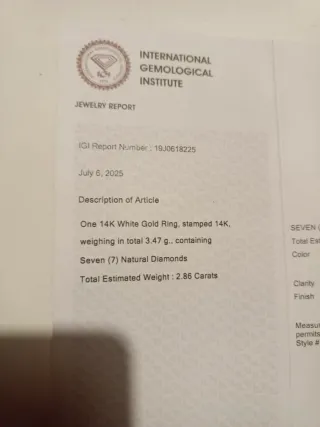 INTERNATIONAL
GEMOLOGICAL
INSTITUTE
JEWELRY REPORT
IGI Report Number : 19J0618225
July 6, 2025
Description of Article
One 14K White Gold Ring, stamped 14K,
weighing in total 3.47 g., containing
Seven (7) Natural Diamonds
Total Estimated Weight : 2.86 Carats
SEVEN
Total
Color
Clarity
Finish
permits
Style #